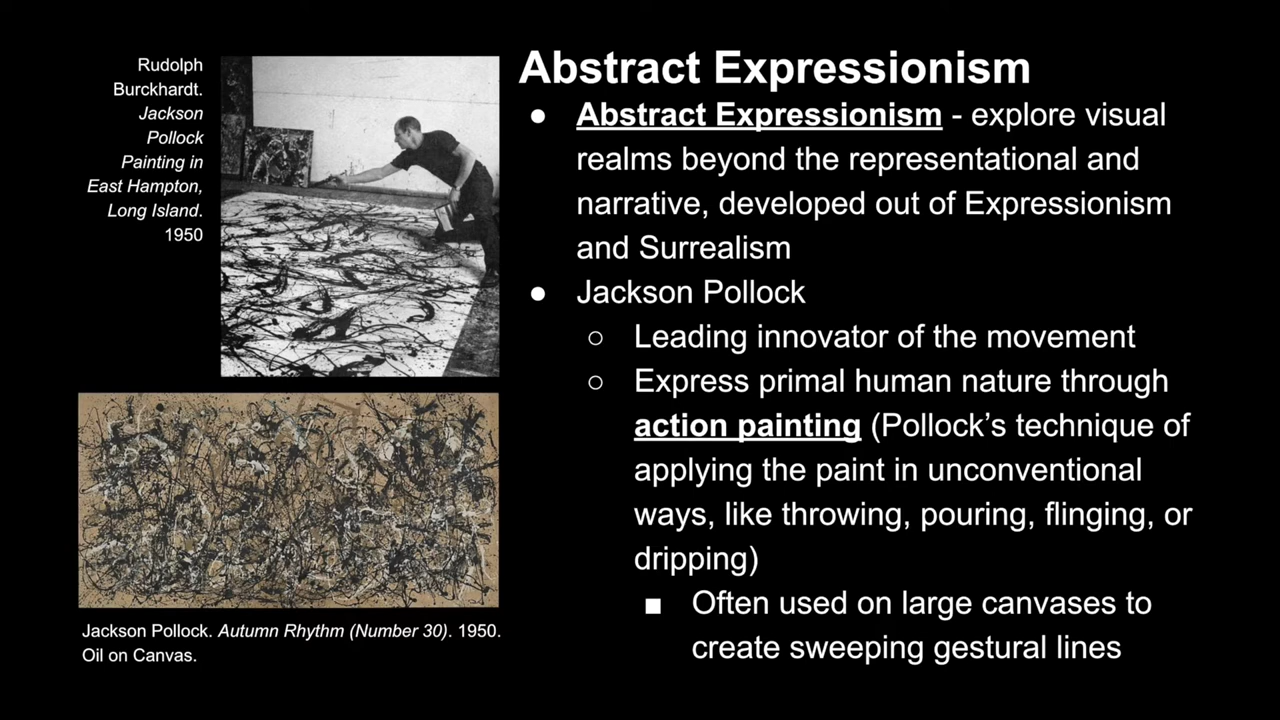 Rudolph
Burckhardt.
Jackson
Pollock
Painting in
East Hampton,
Long Island.
1950
Jackson Pollock. Autumn Rhythm (Number 30). 1950.
Oil on Canvas.
Abstract Expressionism
● Abstract Expressionism - explore visual
realms beyond the representational and
narrative, developed out of Expressionism
and Surrealism
● Jackson Pollock
○ Leading innovator of the movement
○ Express primal human nature through
action painting (Pollock’s technique of
applying the paint in unconventional
ways, like throwing, pouring, flinging, or
dripping)
■ Often used on large canvases to
create sweeping gestural lines